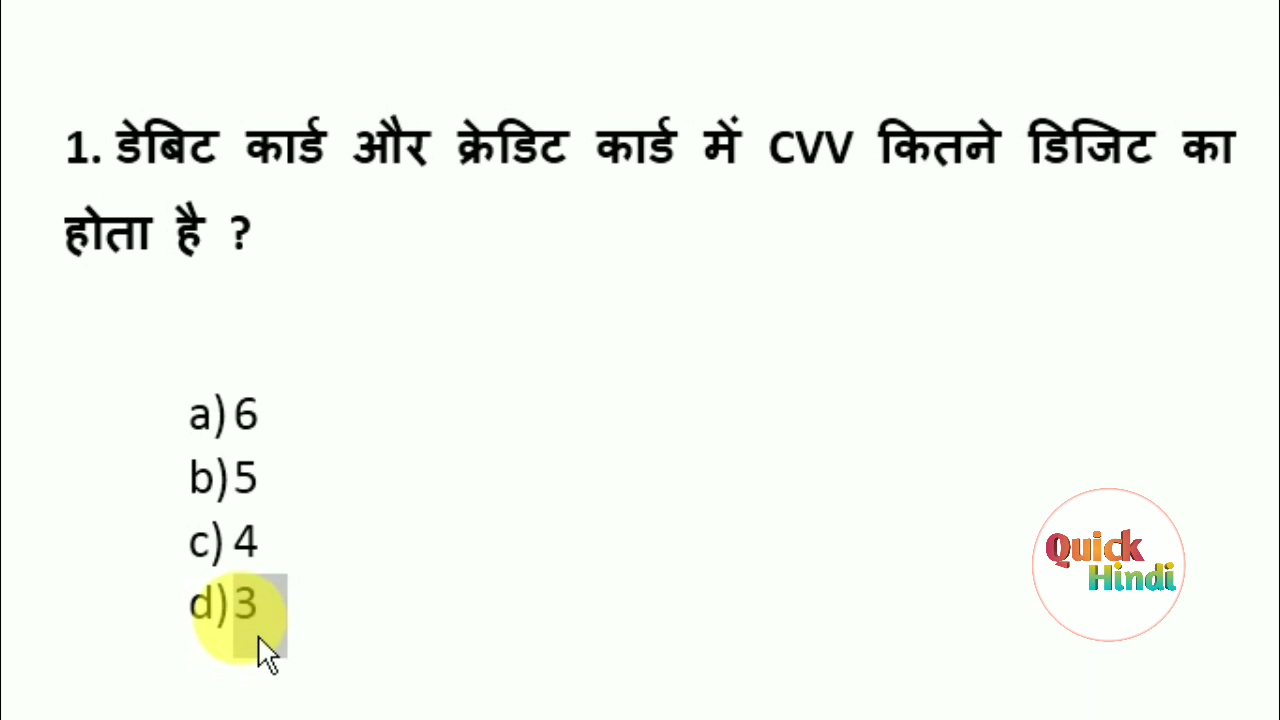 1. डेबिट कार्ड और क्रेडिट कार्ड में CVV कितने डिजिट का
होता है ?
a) 6
b) 5
c) 4
d) 3
Quick
Hindi